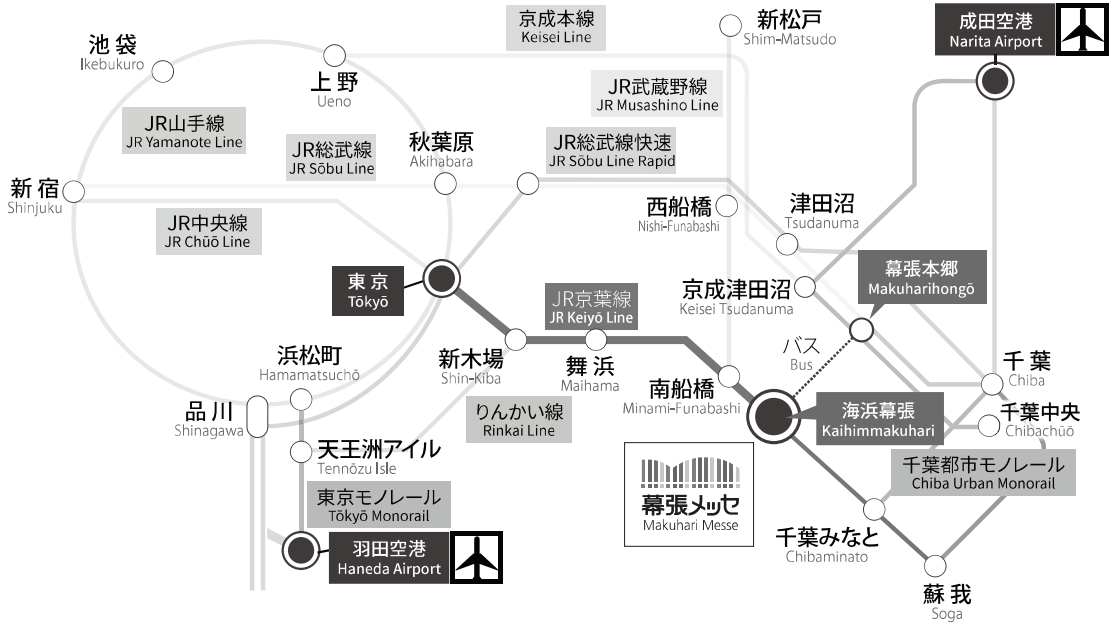 京成本線
Keisei Line
新松戸
Shim-Matsudo
成田空港
Narita Airport
池袋
Ikebukuro
上野
Ueno
JR武蔵野線
JR Musashino Line
JR山手線
JR Yamanote Line
JR総武線
JR Sōbu Line
秋葉原
Akihabara
JR総武線快速
JR Sōbu Line Rapid
新宿
Shinjuku
JR中央線
JR Chūō Line
西船橋
Nishi-Funabashi
津田沼
Tsudanuma
東京
Tōkyō
JR京葉線
JR Keiyō Line
京成津田沼
Keisei Tsudanuma
幕張本郷
Makuharihongō
バス
Bus
浜松町
Hamamatsuchō
新木場
Shin-Kiba
舞浜
Maihama
南船橋
Minami-Funabashi
千葉
Chiba
品川
Shinagawa
りんかい線
Rinkai Line
海浜幕張
Kaihimmakuhari
千葉中央
Chibachūō
天王洲アイル
Tennōzu Isle
千葉都市モノレール
Chiba Urban Monorail
東京モノレール
Tōkyō Monorail
幕張メッセ
Makuhari Messe
千葉みなと
Chibaminato
羽田空港
Haneda Airport
蘇我
Soga